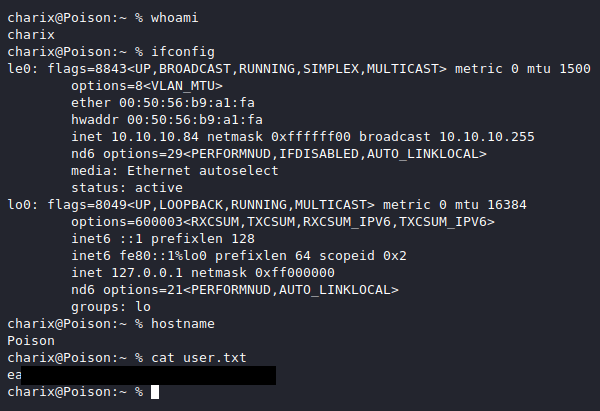 charix@Poison:~ % whoami
charix
charix@Poison:~ % ifconfig
le0: flags=8843<UP,BROADCAST,RUNNING,SIMPLEX,MULTICAST> metric 0 mtu 1500
        options=8<VLAN_MTU>
        ether 00:50:56:b9:a1:fa
        hwaddr 00:50:56:b9:a1:fa
        inet 10.10.10.84 netmask 0xffffff00 broadcast 10.10.10.255
        nd6 options=29<PERFORMNUD,IFDISABLED,AUTO_LINKLOCAL>
        media: Ethernet autoselect
        status: active
lo0: flags=8049<UP,LOOPBACK,RUNNING,MULTICAST> metric 0 mtu 16384
        options=600003<RXCSUM,TXCSUM,RXCSUM_IPV6,TXCSUM_IPV6>
        inet6 ::1 prefixlen 128
        inet6 fe80::1%lo0 prefixlen 64 scopeid 0x2
        inet 127.0.0.1 netmask 0xff000000
        nd6 options=21<PERFORMNUD,AUTO_LINKLOCAL>
        groups: lo
charix@Poison:~ % hostname
Poison
charix@Poison:~ % cat user.txt
ea
charix@Poison:~ %